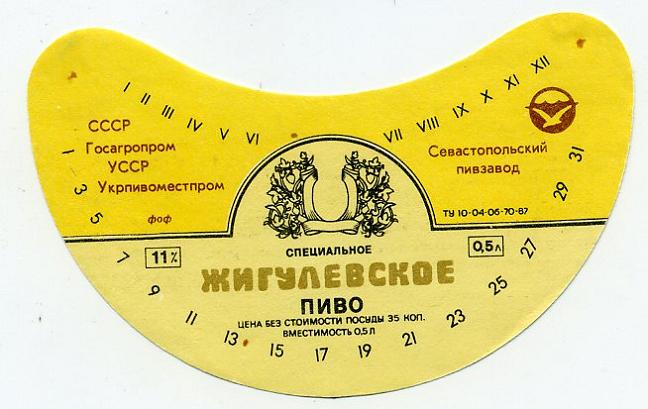 I II III IV V VI VII VIII IX X XI XII
СССР
Госагропром
УССР
Укрпивоместпром
фоф
Севастопольский
пивзавод
ТУ 10-04-06-70-87
11%
0,5л
СПЕЦИАЛЬНОЕ
ЖИГУЛЕВСКОЕ
ПИВО
ЦЕНА БЕЗ СТОИМОСТИ ПОСУДЫ 35 КОП.
ВМЕСТИМОСТЬ 0,5 Л
1 3 5 7 9 11 13 15 17 19 21 23 25 27 29 31